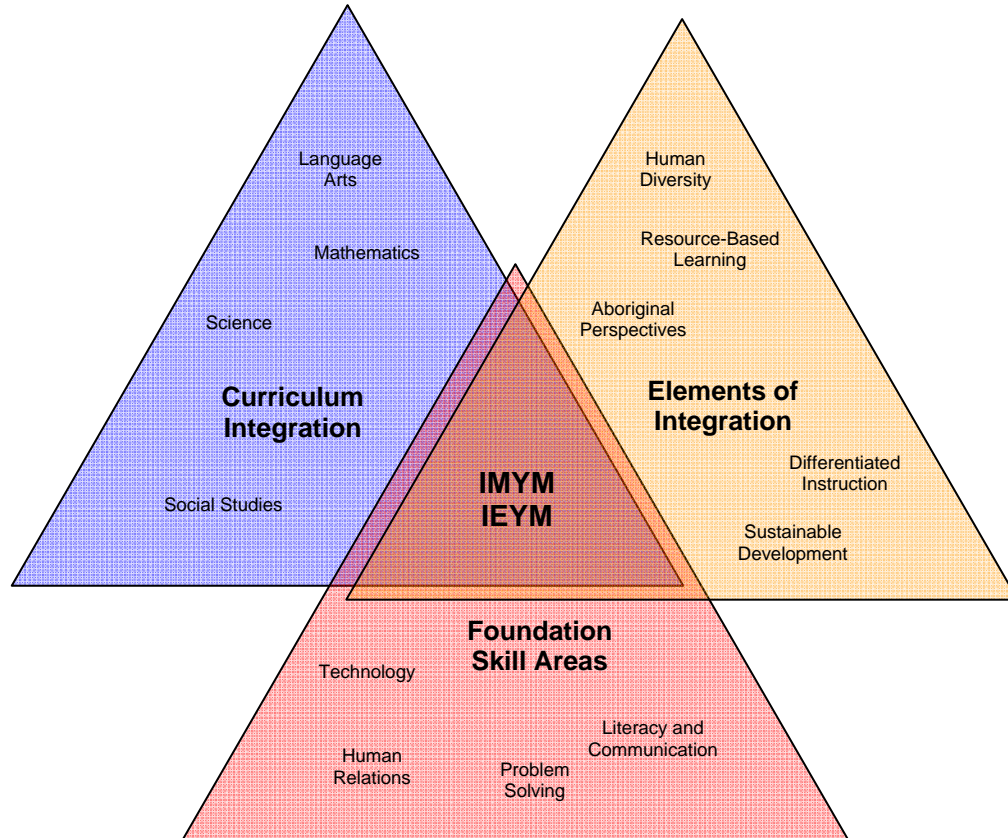 Language
Arts
Mathematics
Science
Curriculum
Integration
Social Studies
Human
Diversity
Resource-Based
Learning
Aboriginal
Perspectives
Elements of
Integration
Differentiated
Instruction
Sustainable
Development
IMYM
IEYM
Foundation
Skill Areas
Technology
Literacy and
Communication
Human
Relations
Problem
Solving